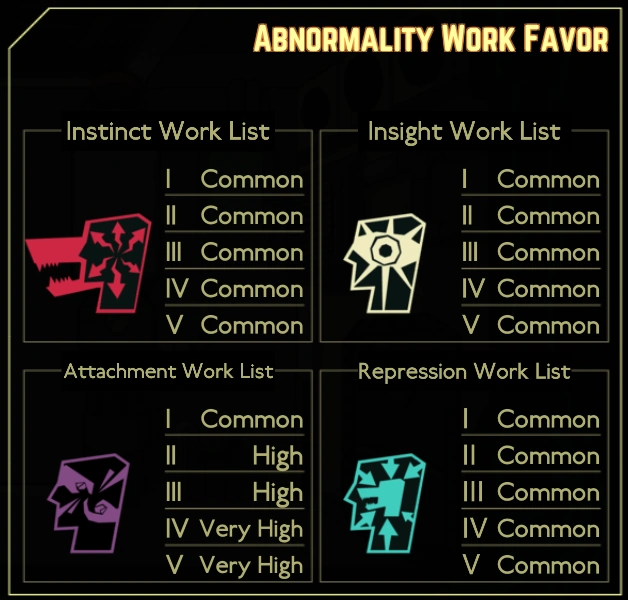 Abnormality Work Favor
Instinct Work List
I Common
II Common
III Common
IV Common
V Common
Insight Work List
I Common
II Common
III Common
IV Common
V Common
Attachment Work List
I Common
II High
III High
IV Very High
V Very High
Repression Work List
I Common
II Common
III Common
IV Common
V Common